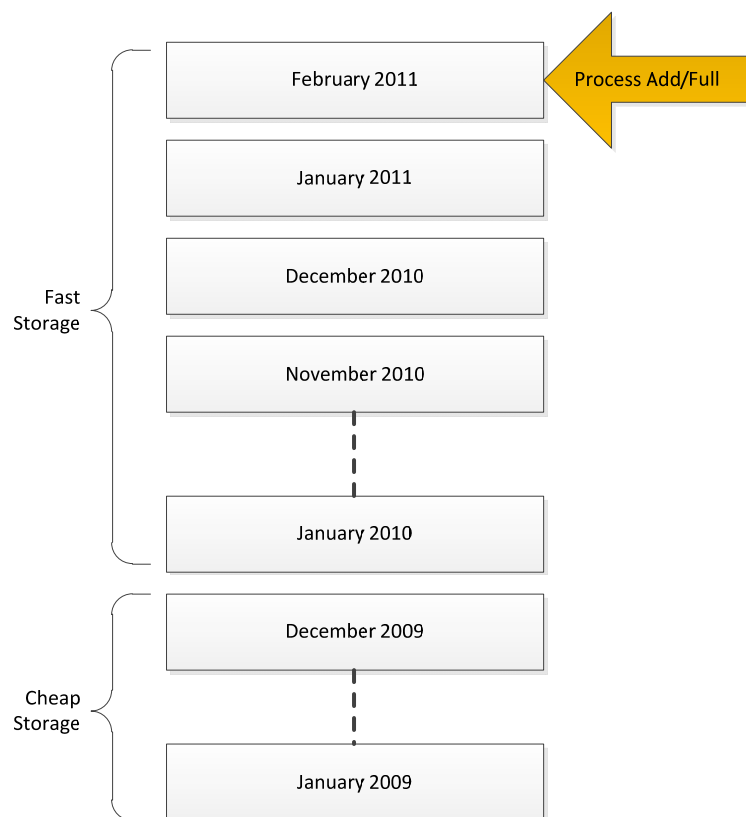 February 2011
Process Add/Full
January 2011
December 2010
Fast
Storage
November 2010
January 2010
December 2009
Cheap
Storage
January 2009